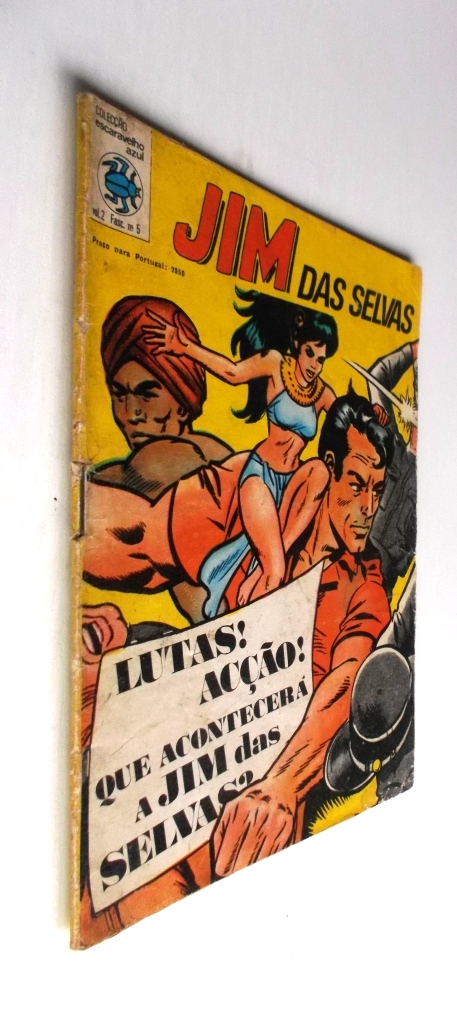 COLECÇÃO
escaravelho
azul
vol.2 Fasc. nº 5
JIM
DAS SELVAS
Preço para Portugal: 2$50
LUTAS!
ACÇÃO!
QUE ACONTECERÁ
A JIM das
SELVAS?